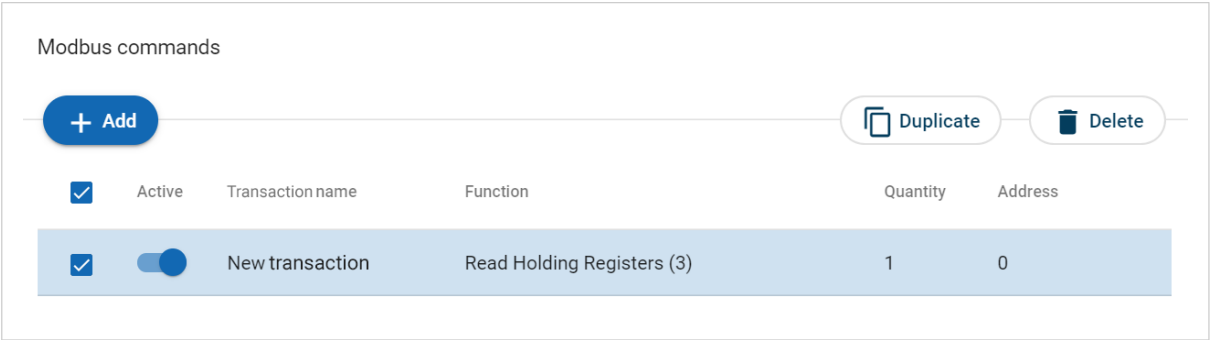 Modbus commands
Add Duplicate Delete
Active Transaction name Function Quantity Address
New transaction Read Holding Registers (3) 1 0